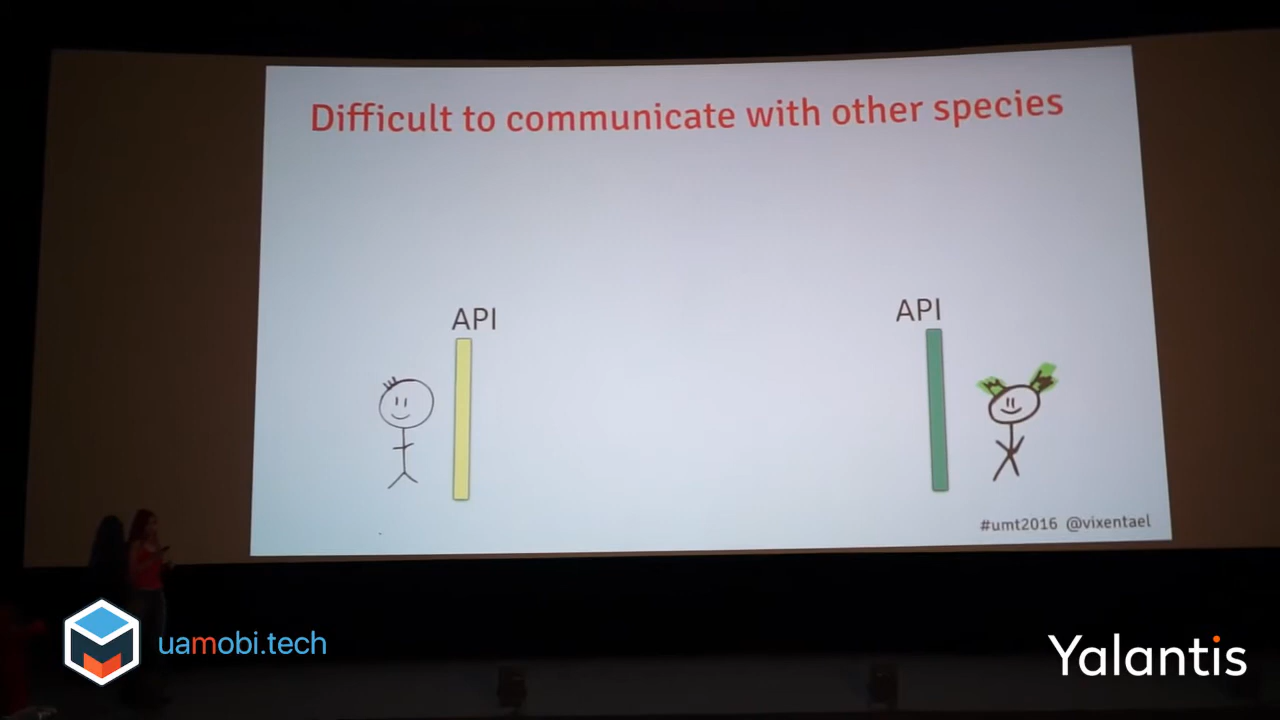 Difficult to communicate with other species
API
API
#umt2016 @vixentael
uamobi.tech
Yalantis